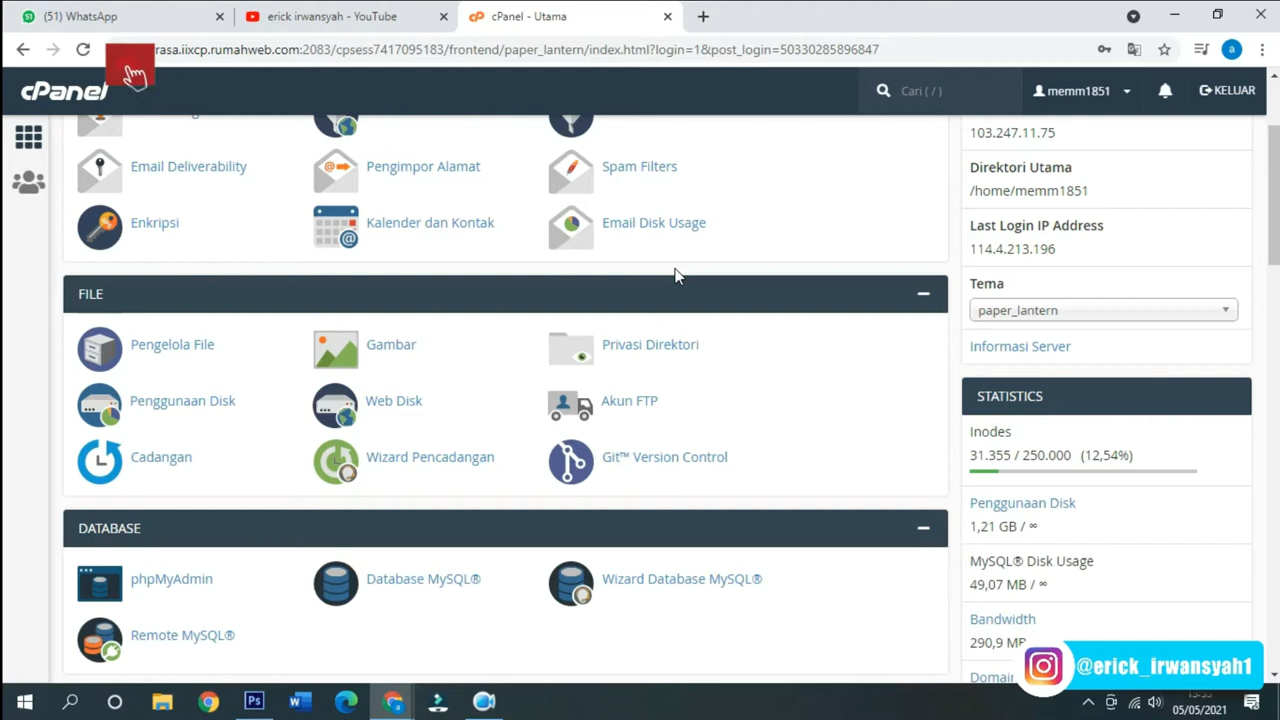 (51) WhatsApp
erick irwansyah - YouTube
cPanel - Utama
rasa.iixcp.rumahweb.com:2083/cpsess7417095183/frontend/paper_lantern/index.html?login=1&post_login=50330285896847
a
cPanel
Cari ( / )
memm1851
KELUAR
Email Deliverability
Pengimpor Alamat
Spam Filters
Enkripsi
Kalender dan Kontak
Email Disk Usage
FILE
Pengelola File
Gambar
Privasi Direktori
Penggunaan Disk
Web Disk
Akun FTP
Cadangan
Wizard Pencadangan
Git™ Version Control
DATABASE
phpMyAdmin
Database MySQL®
Wizard Database MySQL®
Remote MySQL®
103.247.11.75
Direktori Utama
/home/memm1851
Last Login IP Address
114.4.213.196
Tema
paper_lantern
Informasi Server
STATISTICS
Inodes
31.355 / 250.000 (12,54%)
Penggunaan Disk
1,21 GB / ∞
MySQL® Disk Usage
49,07 MB / ∞
Bandwidth
290,9 MB
Domain
@erick_irwansyah1
Ps
05/05/2021